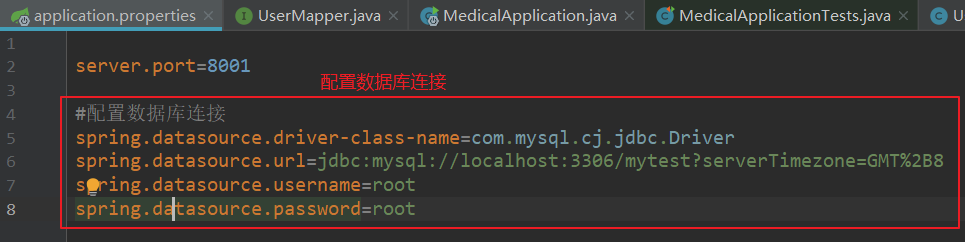 application.properties UserMapper.java MedicalApplication.java MedicalApplicationTests.java U
1
2 server.port=8001
3 配置数据库连接
4 #配置数据库连接
5 spring.datasource.driver-class-name=com.mysql.cj.jdbc.Driver
6 spring.datasource.url=jdbc:mysql://localhost:3306/mytest?serverTimezone=GMT%2B8
7 spring.datasource.username=root
8 spring.datasource.password=root